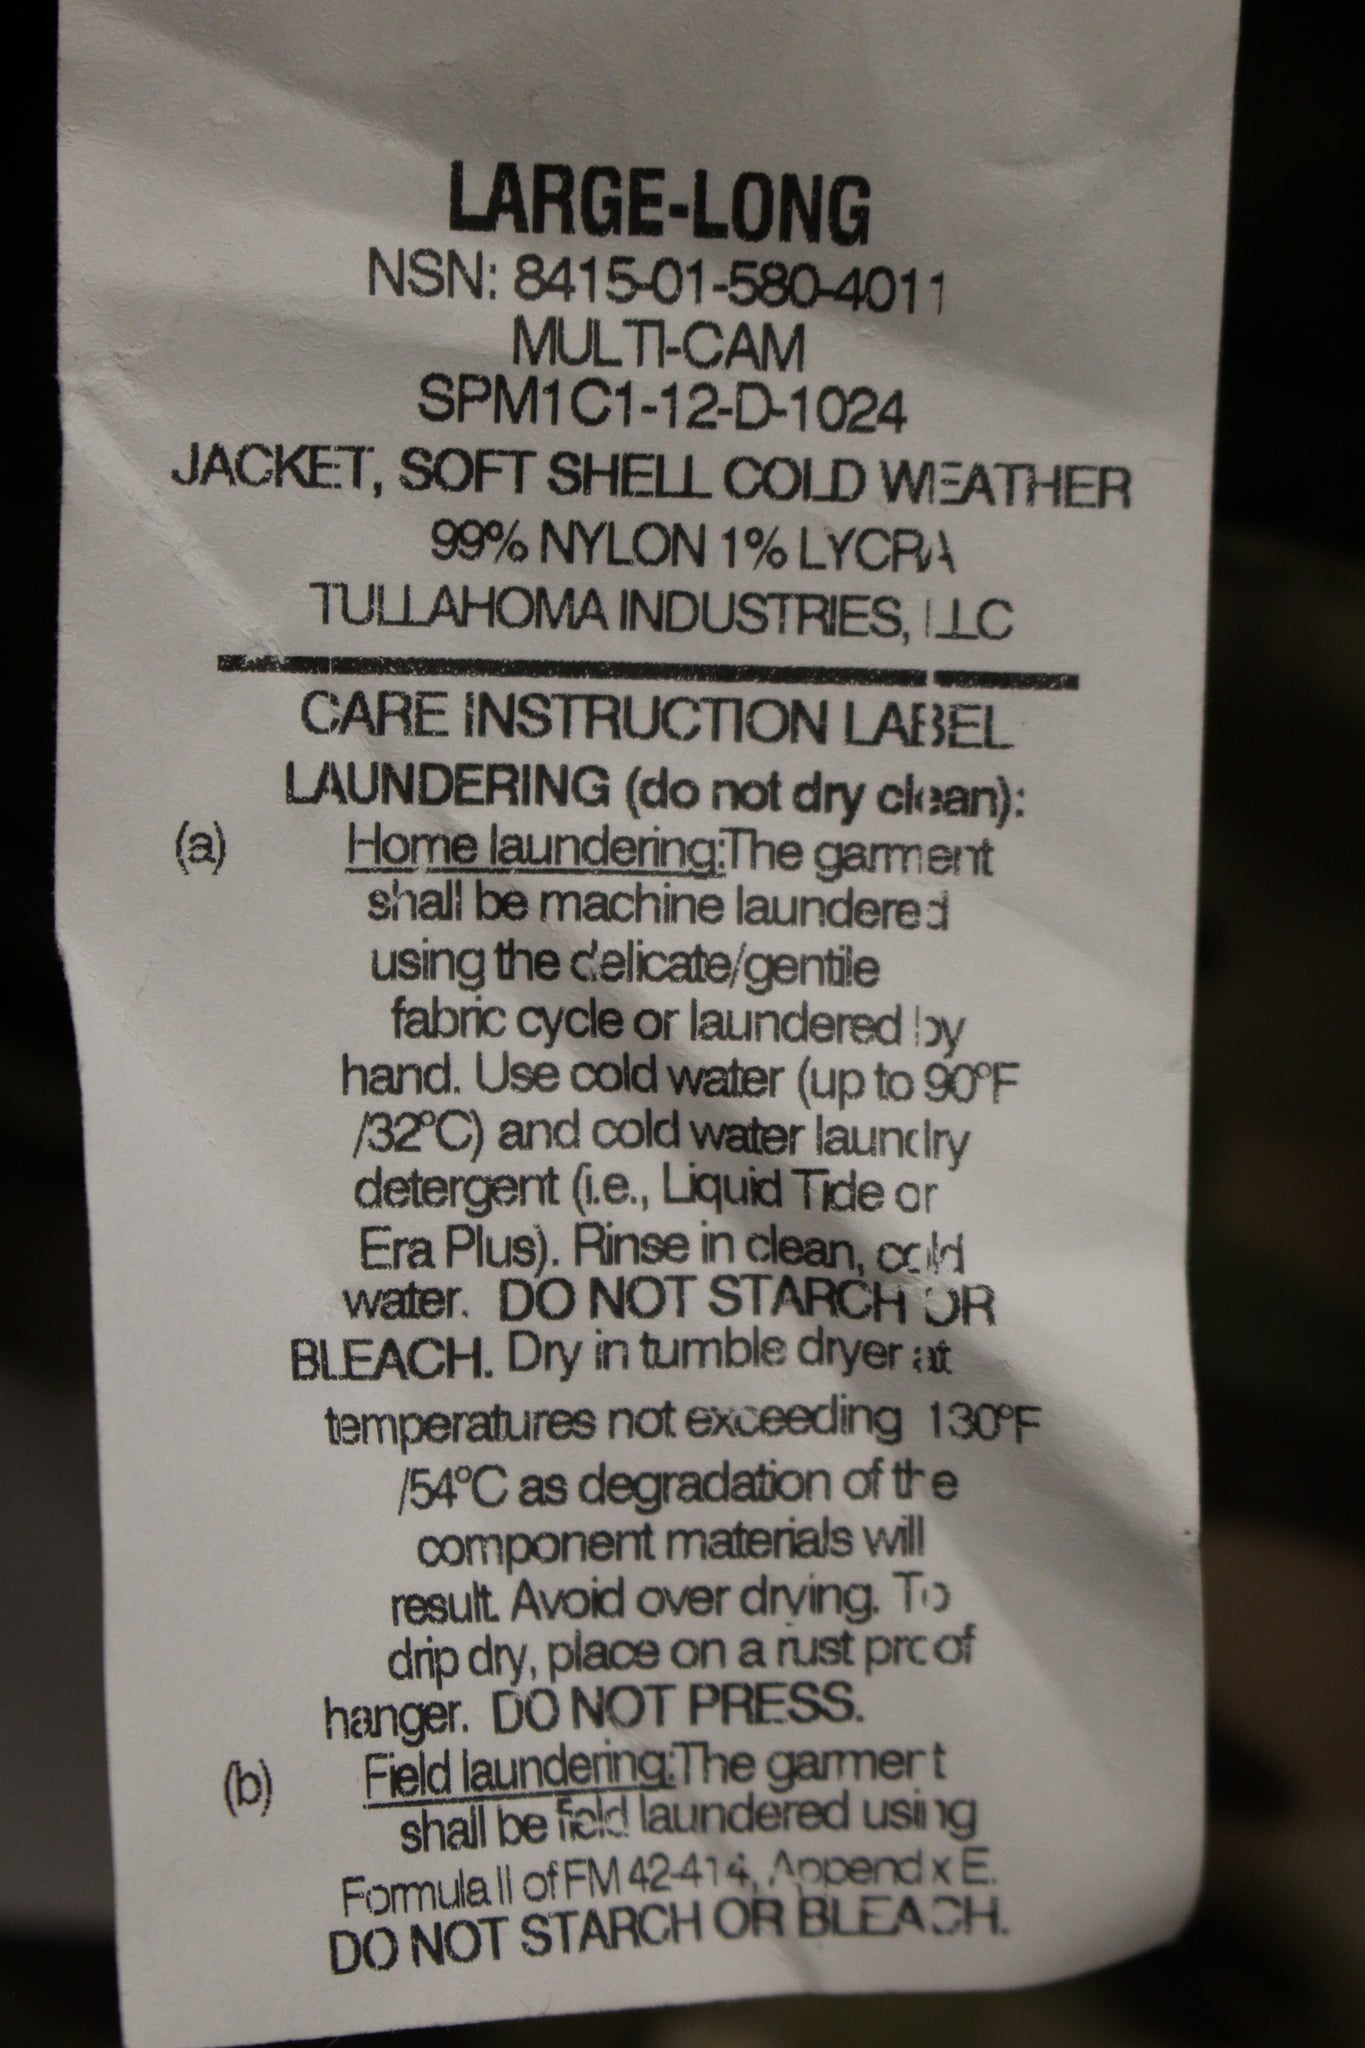 LARGE-LONG
NSN: 8415-01-580-4011
MULTI-CAM
SPM1C1-12-D-1024
JACKET, SOFT SHELL COLD WEATHER
99% NYLON 1% LYCRA
TULLAHOMA INDUSTRIES, LLC
CARE INSTRUCTION LABEL
LAUNDERING (do not dry clean):
(a) Home laundering:The garment
shall be machine laundered
using the delicate/gentile
fabric cycle or laundered by
hand. Use cold water (up to 90°F
/32°C) and cold water laundry
detergent (i.e., Liquid Tide or
Era Plus). Rinse in clean, cold
water. DO NOT STARCH OR
BLEACH. Dry in tumble dryer at
temperatures not exceeding 130°F
/54°C as degradation of the
component materials will
result. Avoid over drying. To
drip dry, place on a rust proof
hanger. DO NOT PRESS.
(b) Field laundering:The garment
shall be field laundered using
Formula II of FM 42-414, Appendix E.
DO NOT STARCH OR BLEACH.